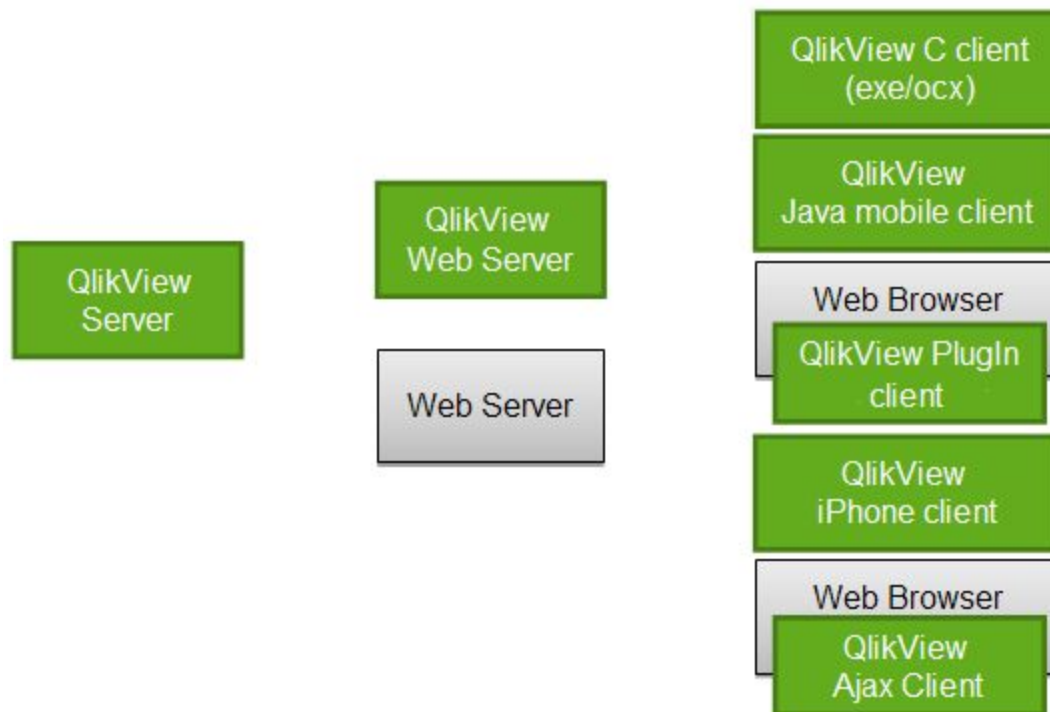 QlikView
Server
QlikView
Web Server
Web Server
QlikView C client
(exe/ocx)
QlikView
Java mobile client
Web Browser
QlikView PlugIn
client
QlikView
iPhone client
Web Browser
QlikView
Ajax Client